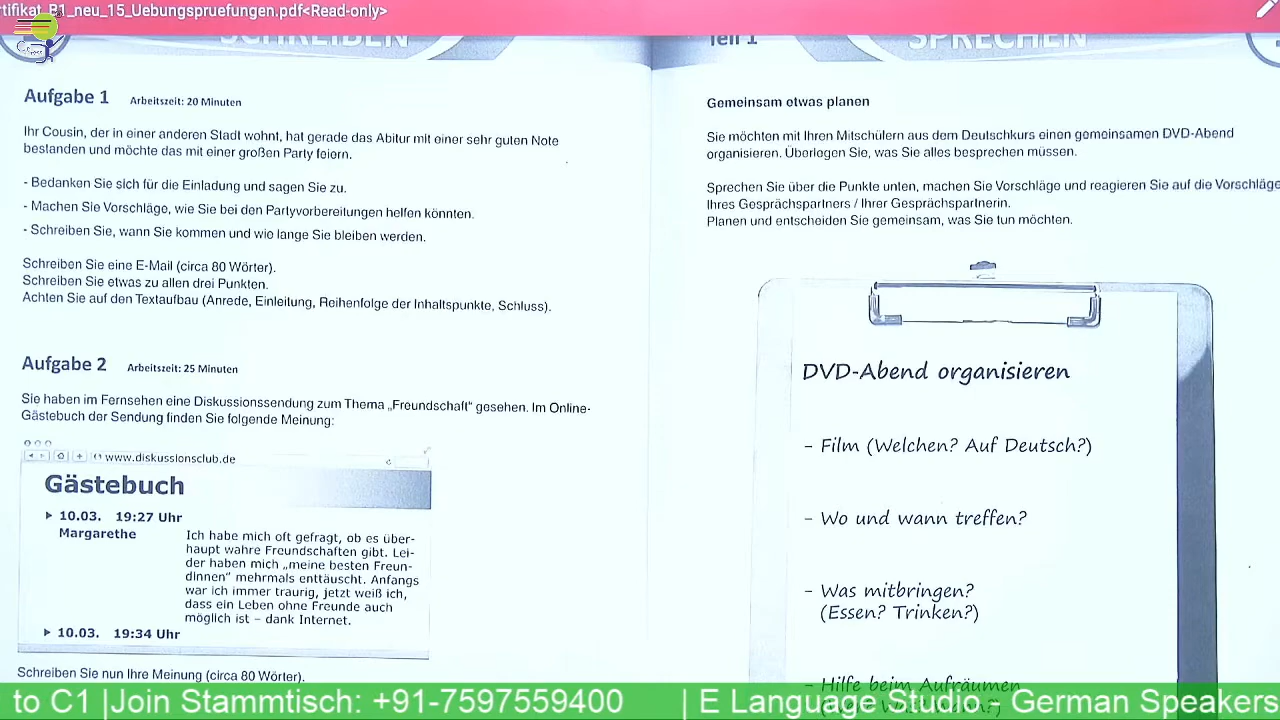 rtifikat_B1_neu_15_Uebungspruefungen.pdf<Read-only>
SCHREIBEN
Aufgabe 1 Arbeitszeit: 20 Minuten
Ihr Cousin, der in einer anderen Stadt wohnt, hat gerade das Abitur mit einer sehr guten Note
bestanden und möchte das mit einer großen Party feiern.
- Bedanken Sie sich für die Einladung und sagen Sie zu.
- Machen Sie Vorschläge, wie Sie bei den Partyvorbereitungen helfen könnten.
- Schreiben Sie, wann Sie kommen und wie lange Sie bleiben werden.
Schreiben Sie eine E-Mail (circa 80 Wörter).
Schreiben Sie etwas zu allen drei Punkten.
Achten Sie auf den Textaufbau (Anrede, Einleitung, Reihenfolge der Inhaltspunkte, Schluss).
Aufgabe 2 Arbeitszeit: 25 Minuten
Sie haben im Fernsehen eine Diskussionssendung zum Thema „Freundschaft“ gesehen. Im Online-
Gästebuch der Sendung finden Sie folgende Meinung:
www.diskussionsclub.de
Gästebuch
10.03. 19:27 Uhr
Margarethe
Ich habe mich oft gefragt, ob es über-
haupt wahre Freundschaften gibt. Lei-
der haben mich „meine besten Freun-
dinnen“ mehrmals enttäuscht. Anfangs
war ich immer traurig, jetzt weiß ich,
dass ein Leben ohne Freunde auch
möglich ist – dank Internet.
10.03. 19:34 Uhr
Schreiben Sie nun Ihre Meinung (circa 80 Wörter).
Teil 1
SPRECHEN
Gemeinsam etwas planen
Sie möchten mit Ihren Mitschülern aus dem Deutschkurs einen gemeinsamen DVD-Abend
organisieren. Überlegen Sie, was Sie alles besprechen müssen.
Sprechen Sie über die Punkte unten, machen Sie Vorschläge und reagieren Sie auf die Vorschläge
Ihres Gesprächspartners / Ihrer Gesprächspartnerin.
Planen und entscheiden Sie gemeinsam, was Sie tun möchten.
DVD-Abend organisieren
- Film (Welchen? Auf Deutsch?)
- Wo und wann treffen?
- Was mitbringen?
(Essen? Trinken?)
- Hilfe beim Aufräumen
to C1 |Join Stammtisch: +91-7597559400 | E Language Studio - German Speakers